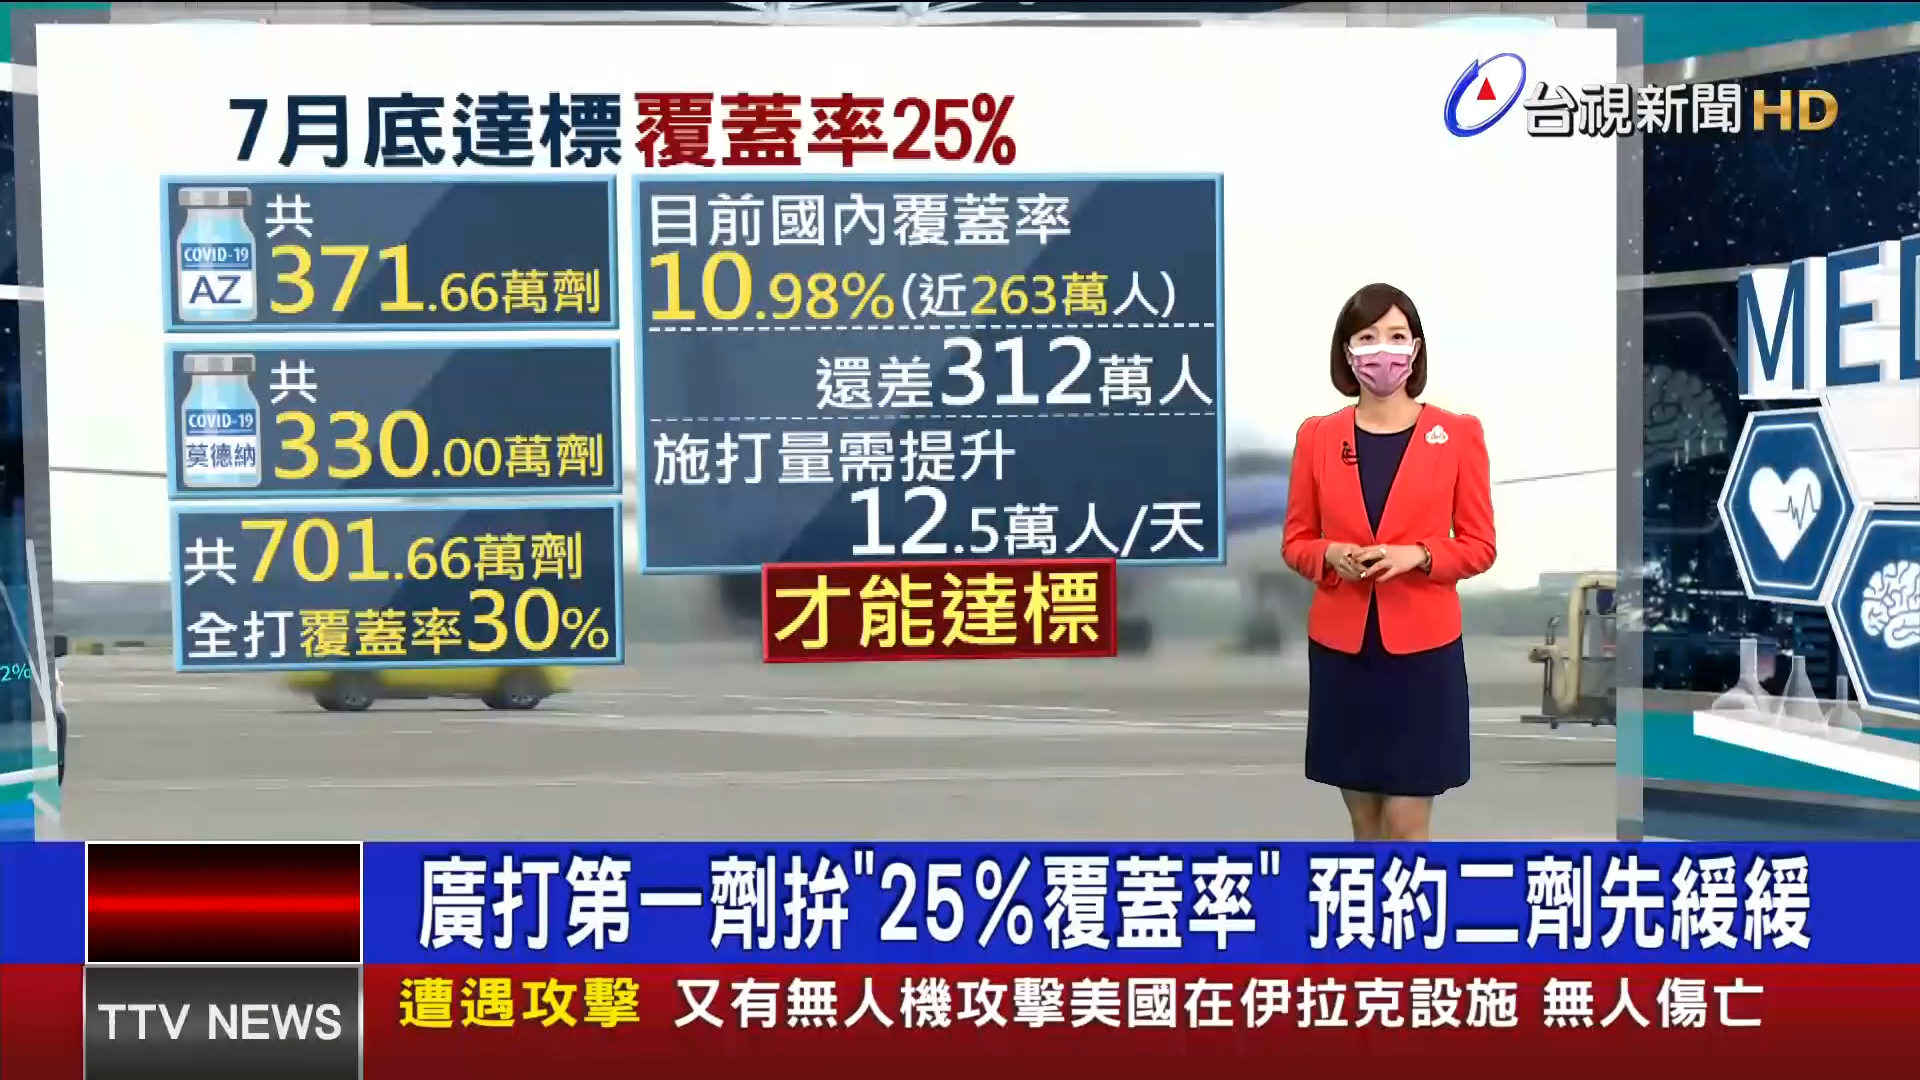 台視新聞HD
7月底達標 覆蓋率25%
共
COVID-19
AZ
371.66萬劑
共
COVID-19
莫德納
330.00萬劑
共701.66萬劑
全打覆蓋率30%
目前國內覆蓋率
10.98%(近263萬人)
還差312萬人
施打量需提升
12.5萬人/天
才能達標
2%
MED
廣打第一劑拚"25%覆蓋率" 預約二劑先緩緩
TTV NEWS
遭遇攻擊 又有無人機攻擊美國在伊拉克設施 無人傷亡